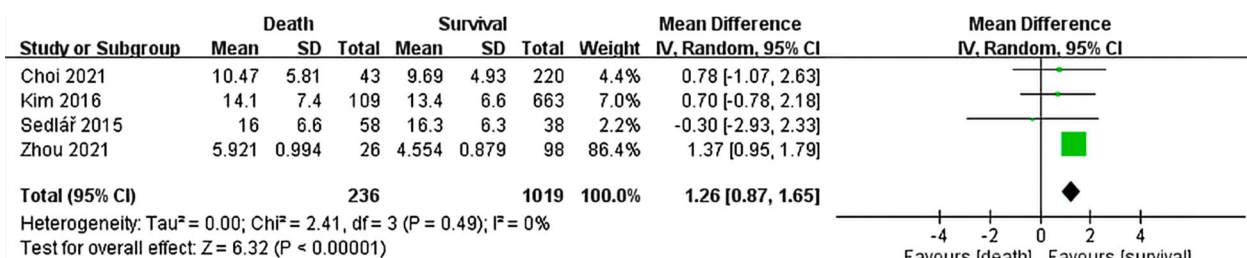 Death Survival Mean Difference Mean Difference
Study or Subgroup Mean SD Total Mean SD Total Weight IV, Random, 95% CI IV, Random, 95% CI
Choi 2021 10.47 5.81 43 9.69 4.93 220 4.4% 0.78 [-1.07, 2.63]
Kim 2016 14.1 7.4 109 13.4 6.6 663 7.0% 0.70 [-0.78, 2.18]
Sedlář 2015 16 6.6 58 16.3 6.3 38 2.2% -0.30 [-2.93, 2.33]
Zhou 2021 5.921 0.994 26 4.554 0.879 98 86.4% 1.37 [0.95, 1.79]
Total (95% CI) 236 1019 100.0% 1.26 [0.87, 1.65]
Heterogeneity: Tau² = 0.00; Chi² = 2.41, df = 3 (P = 0.49); I² = 0%
Test for overall effect: Z = 6.32 (P < 0.00001)
-4 -2 0 2 4
Favours [death] Favours [survival]